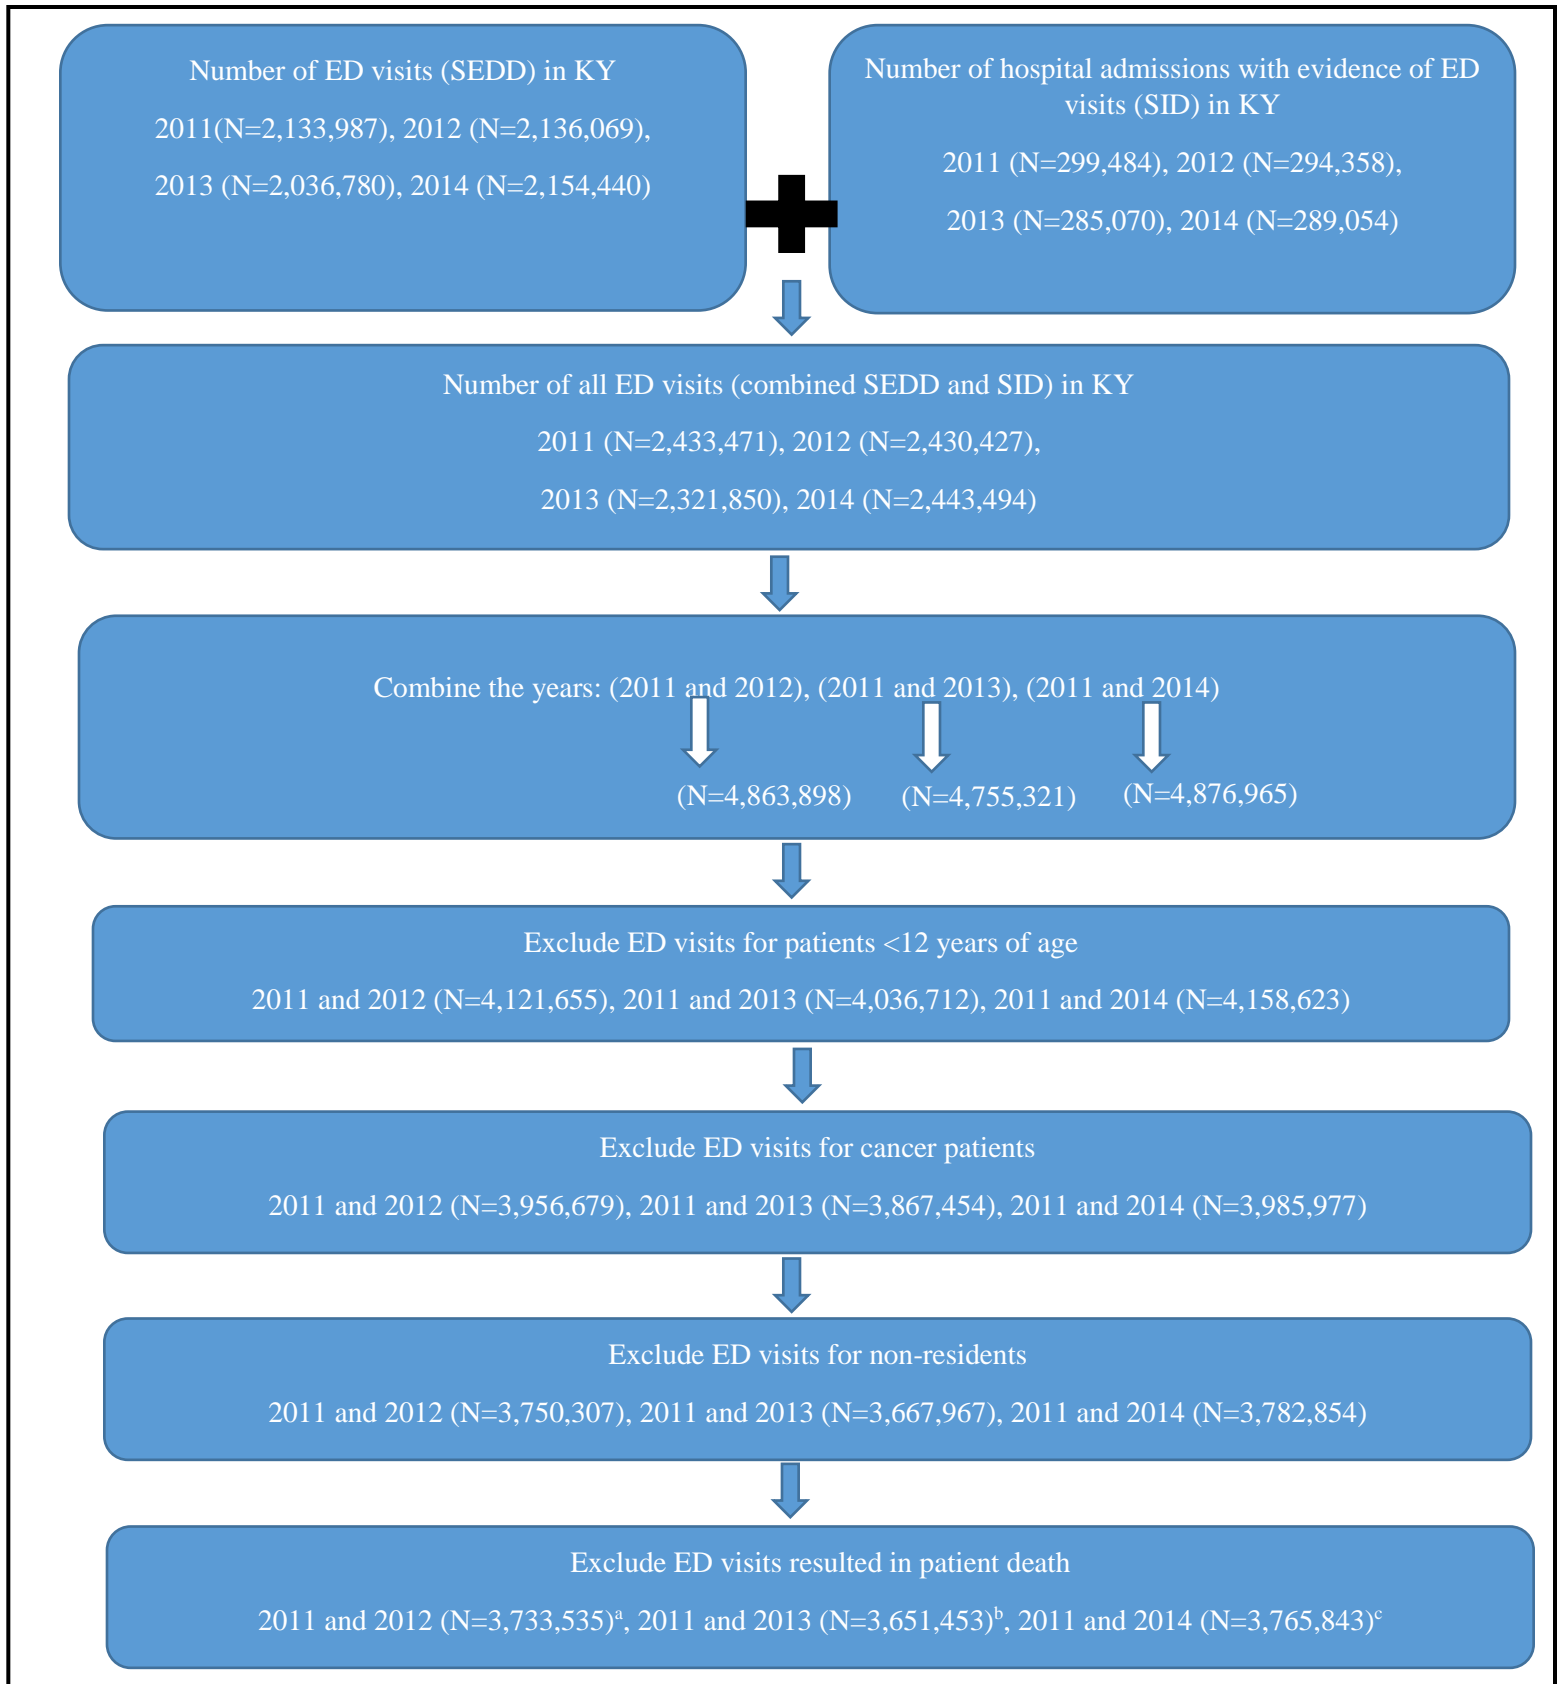 Number of ED visits (SEDD) in KY
2011(N=2,133,987), 2012 (N=2,136,069),
2013 (N=2,036,780), 2014 (N=2,154,440)
Number of hospital admissions with evidence of ED
visits (SID) in KY
2011 (N=299,484), 2012 (N=294,358),
2013 (N=285,070), 2014 (N=289,054)
Number of all ED visits (combined SEDD and SID) in KY
2011 (N=2,433,471), 2012 (N=2,430,427),
2013 (N=2,321,850), 2014 (N=2,443,494)
Combine the years: (2011 and 2012), (2011 and 2013), (2011 and 2014)
(N=4,863,898) (N=4,755,321) (N=4,876,965)
Exclude ED visits for patients <12 years of age
2011 and 2012 (N=4,121,655), 2011 and 2013 (N=4,036,712), 2011 and 2014 (N=4,158,623)
Exclude ED visits for cancer patients
2011 and 2012 (N=3,956,679), 2011 and 2013 (N=3,867,454), 2011 and 2014 (N=3,985,977)
Exclude ED visits for non-residents
2011 and 2012 (N=3,750,307), 2011 and 2013 (N=3,667,967), 2011 and 2014 (N=3,782,854)
Exclude ED visits resulted in patient death
2011 and 2012 (N=3,733,535)ᵃ, 2011 and 2013 (N=3,651,453)ᵇ, 2011 and 2014 (N=3,765,843)ᶜ